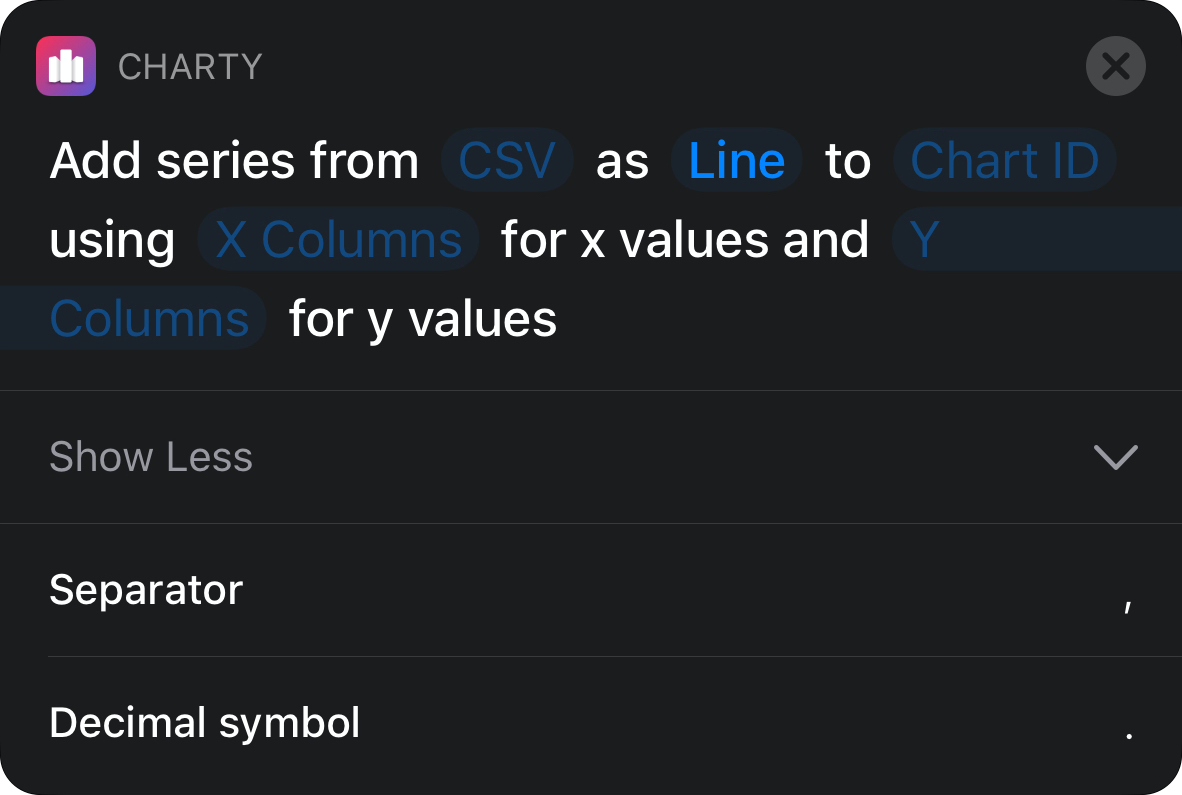 CHARTY
Add series from CSV as Line to Chart ID
using X Columns for x values and Y
Columns for y values
Show Less
Separator ,
Decimal symbol .